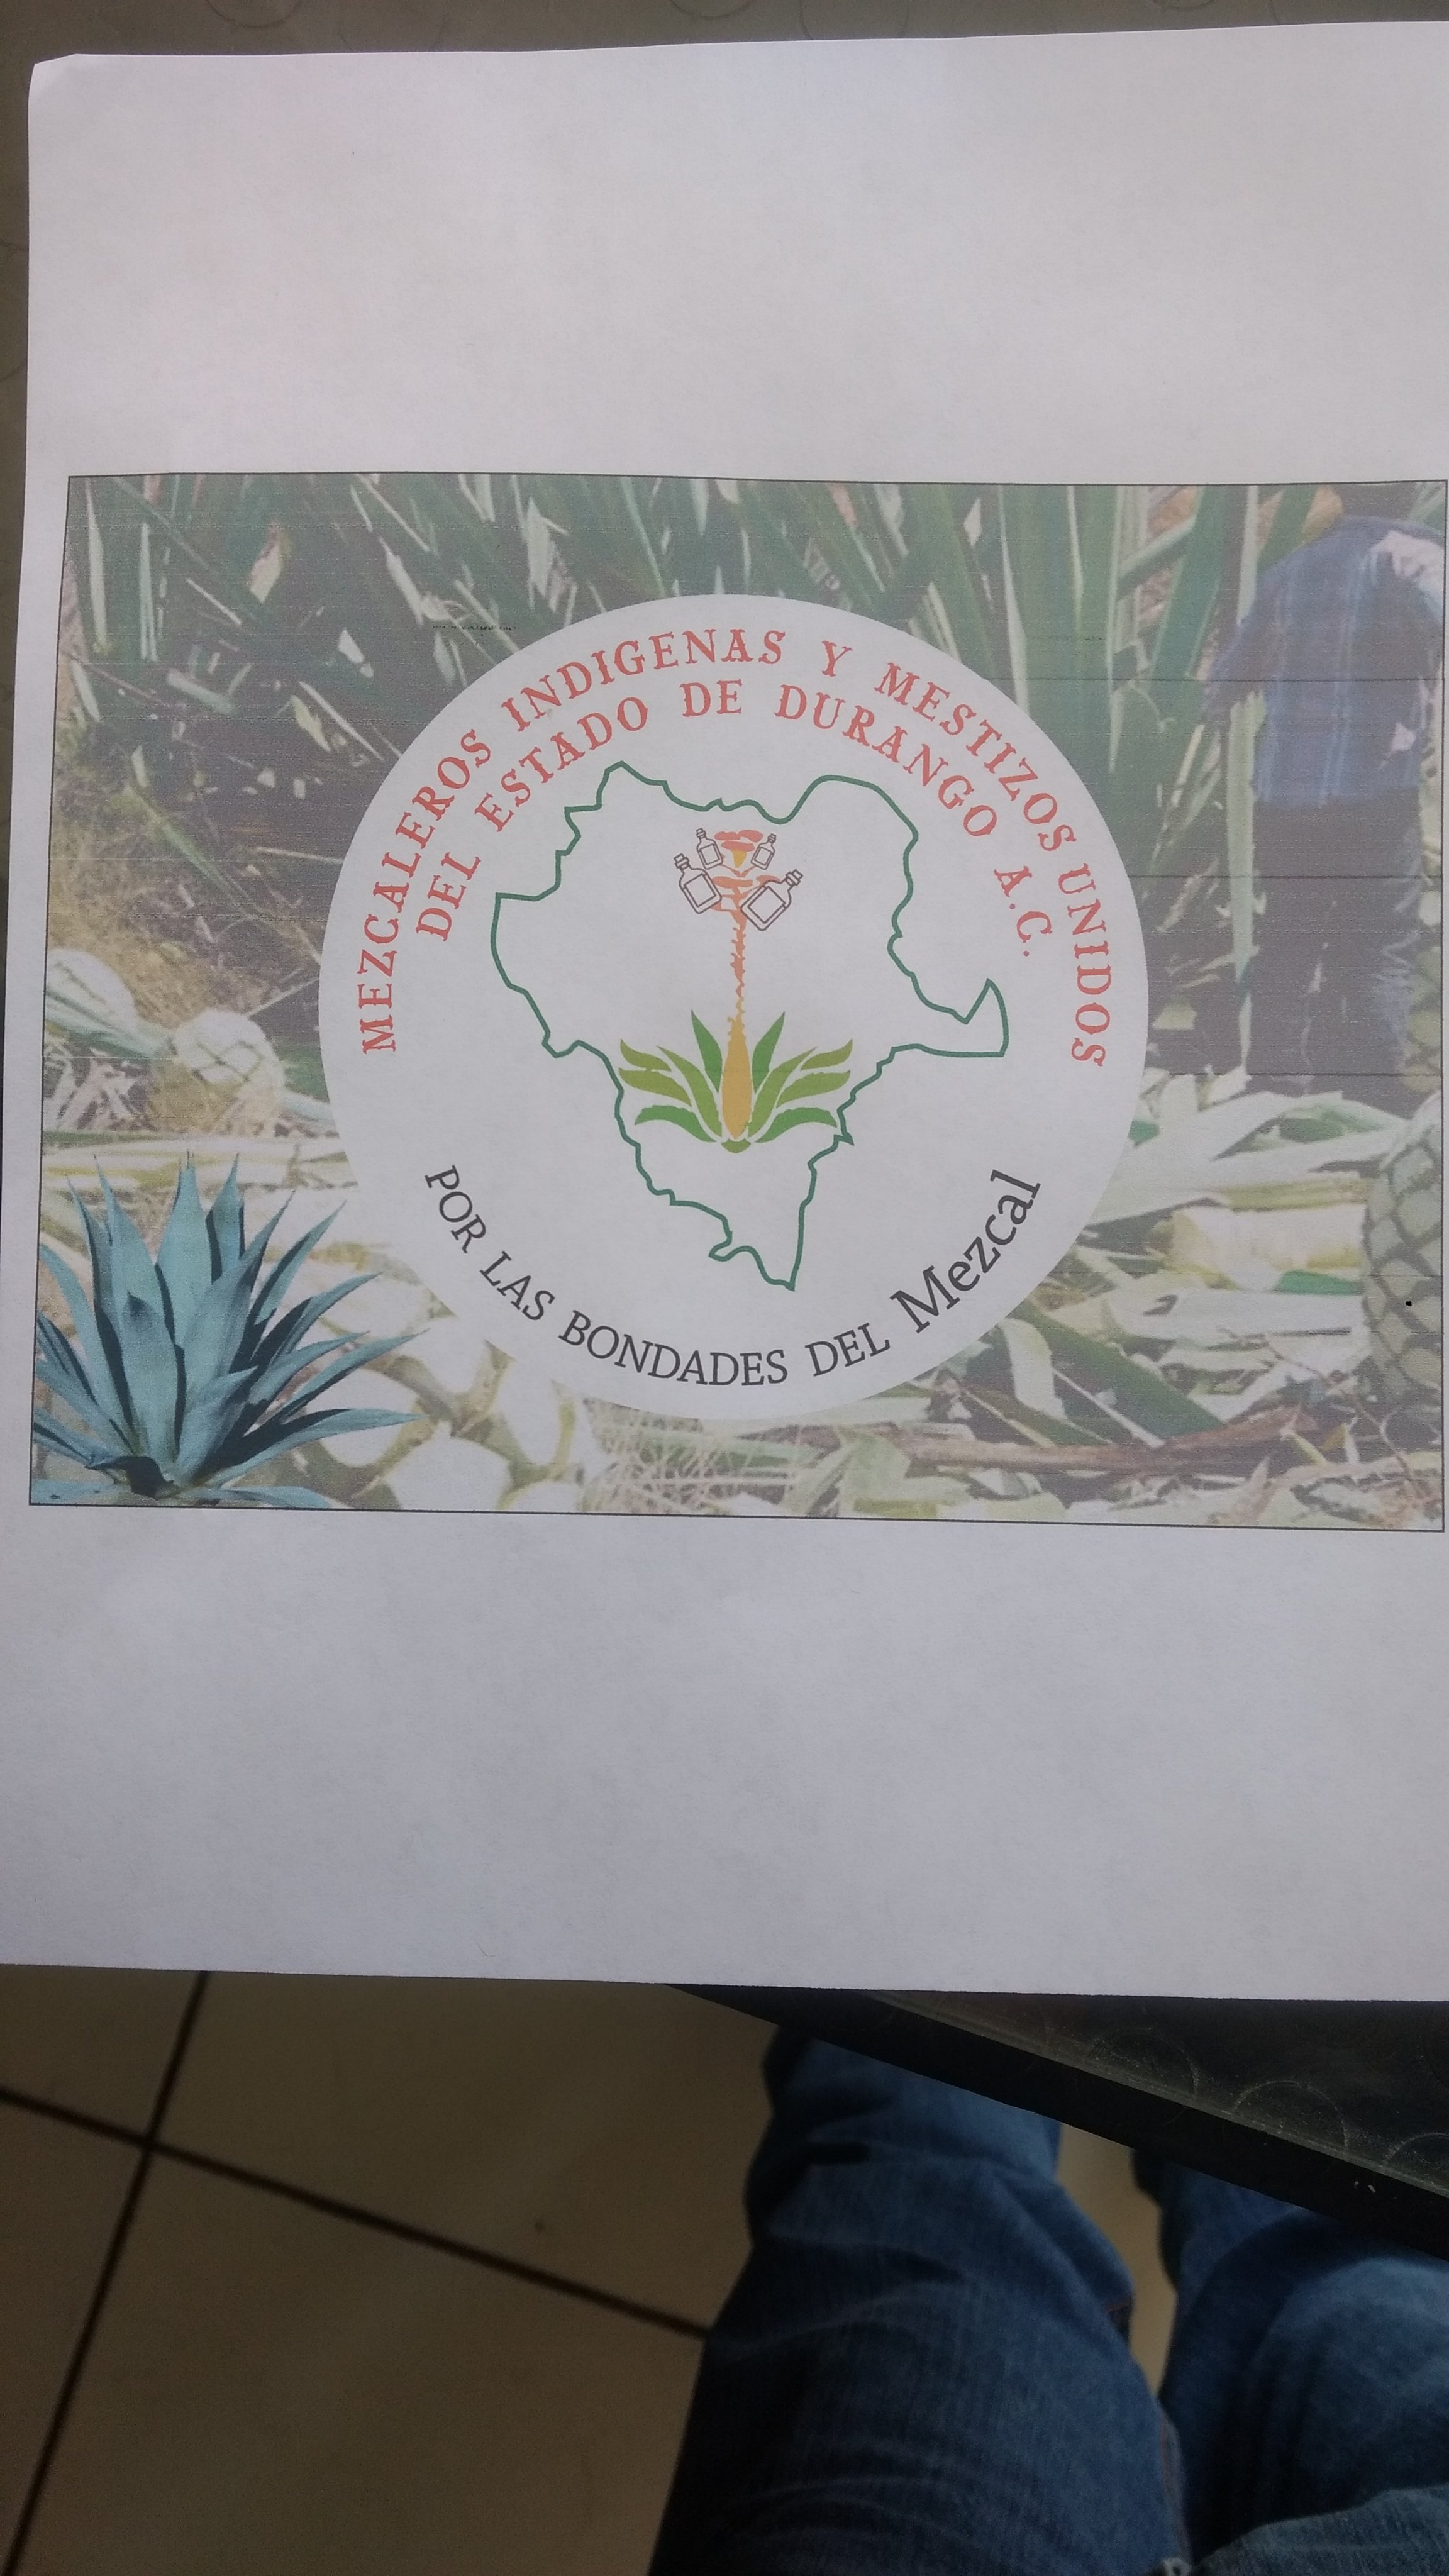 MEZCALEROS INDIGENAS Y MESTIZOS UNIDOS
DEL ESTADO DE DURANGO A.C.
POR LAS BONDADES DEL Mezcal